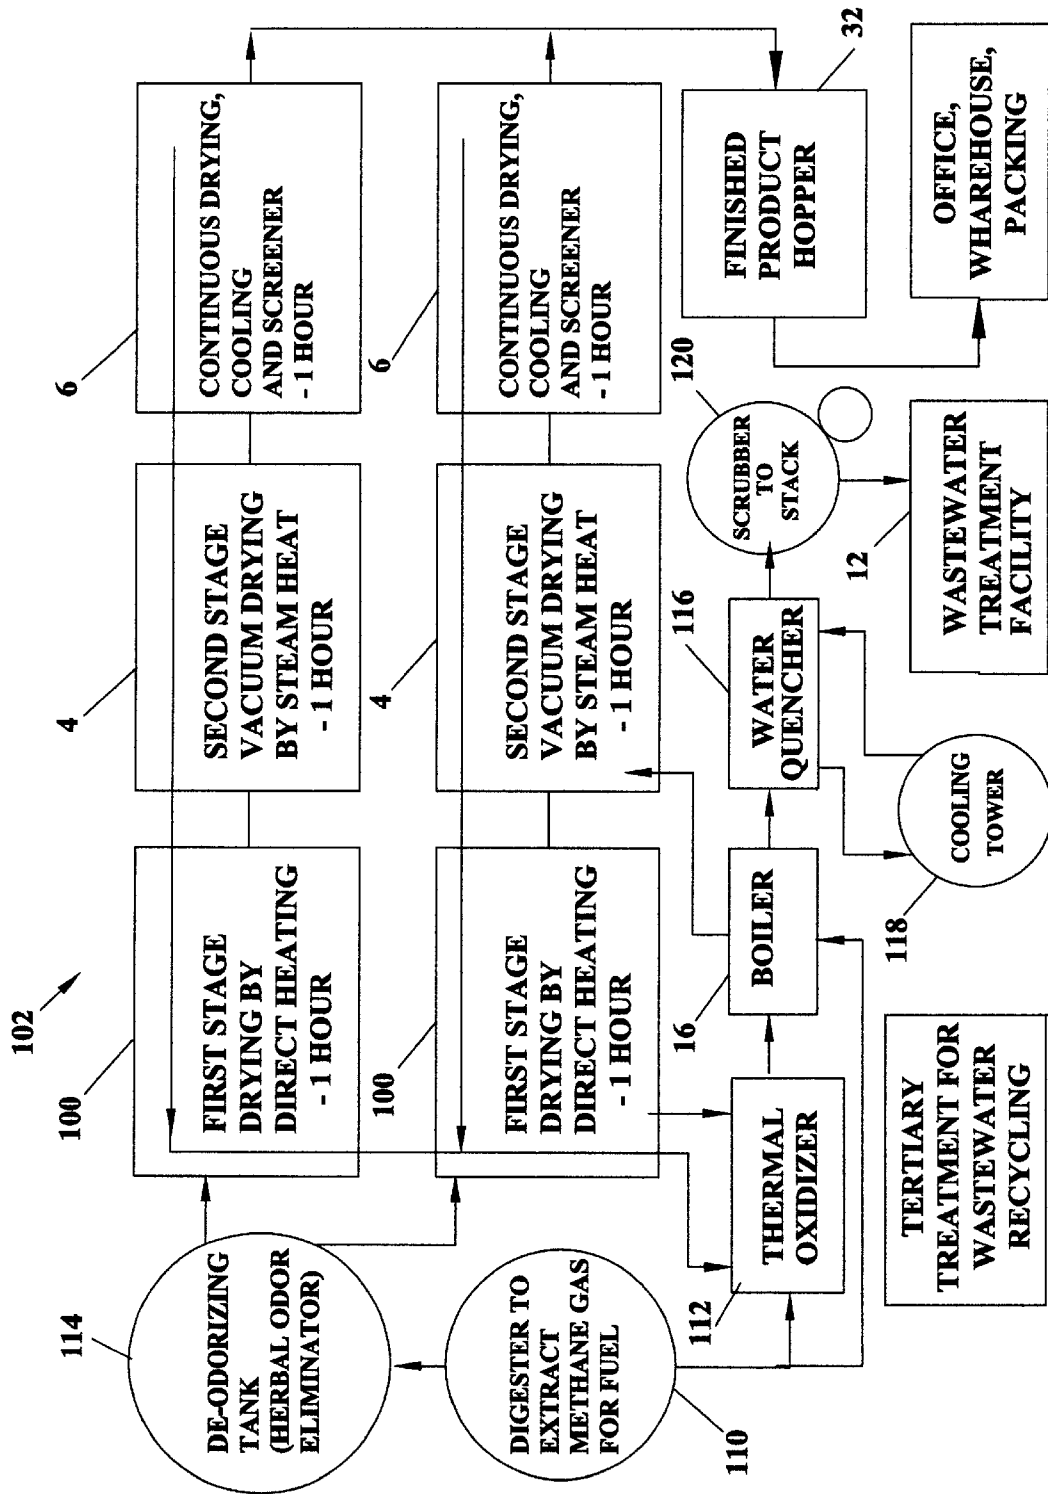 102
100
FIRST STAGE
DRYING BY
DIRECT HEATING
- 1 HOUR
4
SECOND STAGE
VACUUM DRYING
BY STEAM HEAT
- 1 HOUR
6
CONTINUOUS DRYING,
COOLING
AND SCREENER
- 1 HOUR
114
DE-ODORIZING
TANK
(HERBAL ODOR
ELIMINATOR)
100
FIRST STAGE
DRYING BY
DIRECT HEATING
- 1 HOUR
4
SECOND STAGE
VACUUM DRYING
BY STEAM HEAT
- 1 HOUR
6
CONTINUOUS DRYING,
COOLING
AND SCREENER
- 1 HOUR
DIGESTER TO
EXTRACT
METHANE GAS
FOR FUEL
110
112
THERMAL
OXIDIZER
16
BOILER
116
WATER
QUENCHER
120
SCRUBBER
TO
STACK
FINISHED
PRODUCT
HOPPER
32
118
COOLING
TOWER
12
WASTEWATER
TREATMENT
FACILITY
OFFICE,
WHAREHOUSE,
PACKING
TERTIARY
TREATMENT FOR
WASTEWATER
RECYCLING